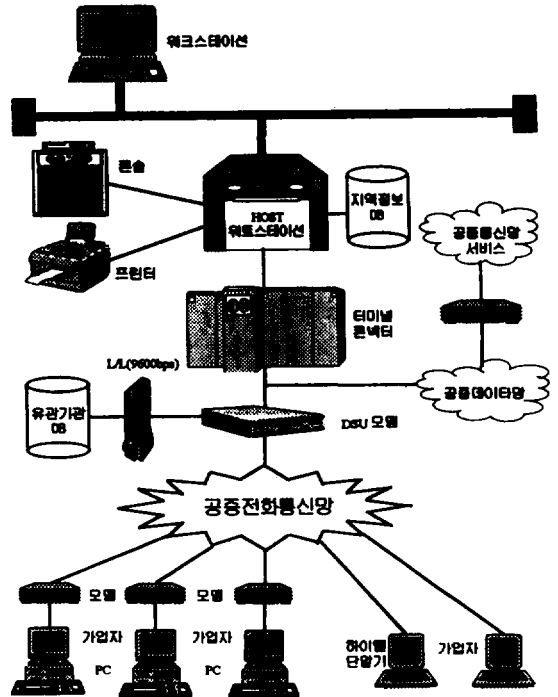 워크스테이션
콘솔
HOST
워트스테이션
지역정보
DB
공중통신망
서비스
프린터
터미널
콘넥터
L/L(9600bps)
유관기관
DB
DSU 모뎀
공중데이타망
공중전화통신망
모뎀
모뎀
가입자
PC
가입자
PC
하이텔
단말기
가입자